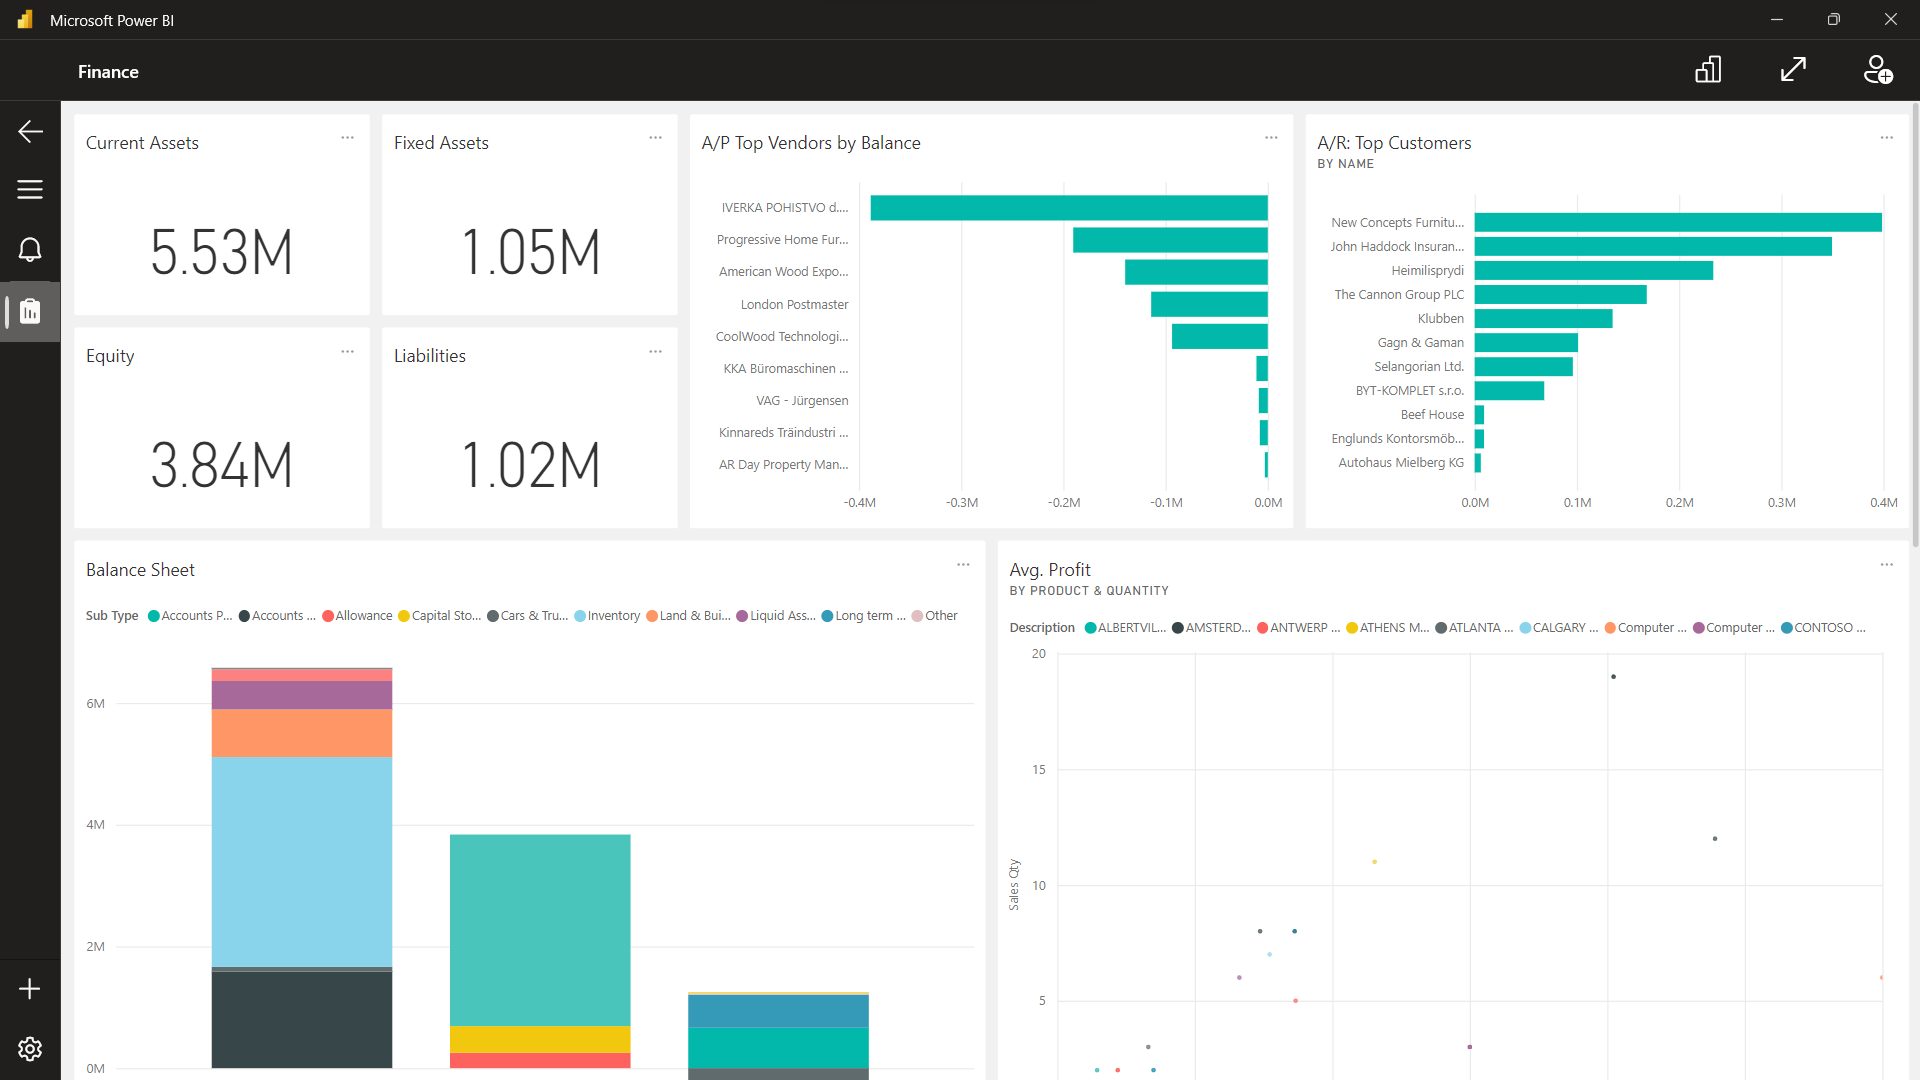 Microsoft Power BI
Finance
Current Assets
5.53M
Fixed Assets
1.05M
Equity
3.84M
Liabilities
1.02M
A/P Top Vendors by Balance
IVERKA POHISTVO d....
Progressive Home Fur...
American Wood Expo...
London Postmaster
CoolWood Technologi...
KKA Büromaschinen ...
VAG - Jürgensen
Kinnareds Träindustri ...
AR Day Property Man...
-0.4M -0.3M -0.2M -0.1M 0.0M
A/R: Top Customers
BY NAME
New Concepts Furnitu...
John Haddock Insuran...
Heimilisprydi
The Cannon Group PLC
Klubben
Gagn & Gaman
Selangorian Ltd.
BYT-KOMPLET s.r.o.
Beef House
Englunds Kontorsmöb...
Autohaus Mielberg KG
0.0M 0.1M 0.2M 0.3M 0.4M
Balance Sheet
Sub Type Accounts P... Accounts ... Allowance Capital Sto... Cars & Tru... Inventory Land & Bui... Liquid Ass... Long term ... Other
6M
4M
2M
0M
Avg. Profit
BY PRODUCT & QUANTITY
Description ALBERTVIL... AMSTERD... ANTWERP ... ATHENS M... ATLANTA ... CALGARY ... Computer ... Computer ... CONTOSO ...
20
15
10
5
Sales Qty